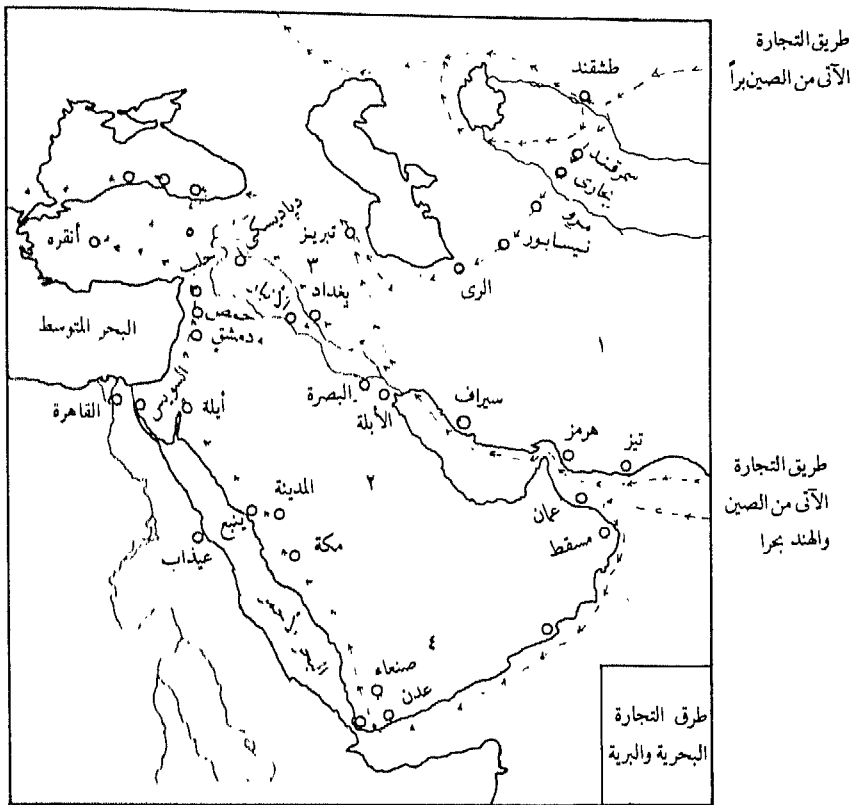 طريق التجارة
الآتى من الصين براً
طشقند
سمرقند
بخارى
مرو
نيسابور
الرى
تبريز
دياربكر
أنقره
حلب
٣
بغداد
حمص
دمشق
البحر المتوسط
١
السويس
القاهرة
أيلة
البصرة
الأبلة
سيراف
هرمز
تيز
طريق التجارة
الآتى من الصين
والهند بحرا
٢
المدينة
ينبع
عمان
مسقط
مكة
عيذاب
٤
صنعاء
عدن
طرق التجارة
البحرية والبرية